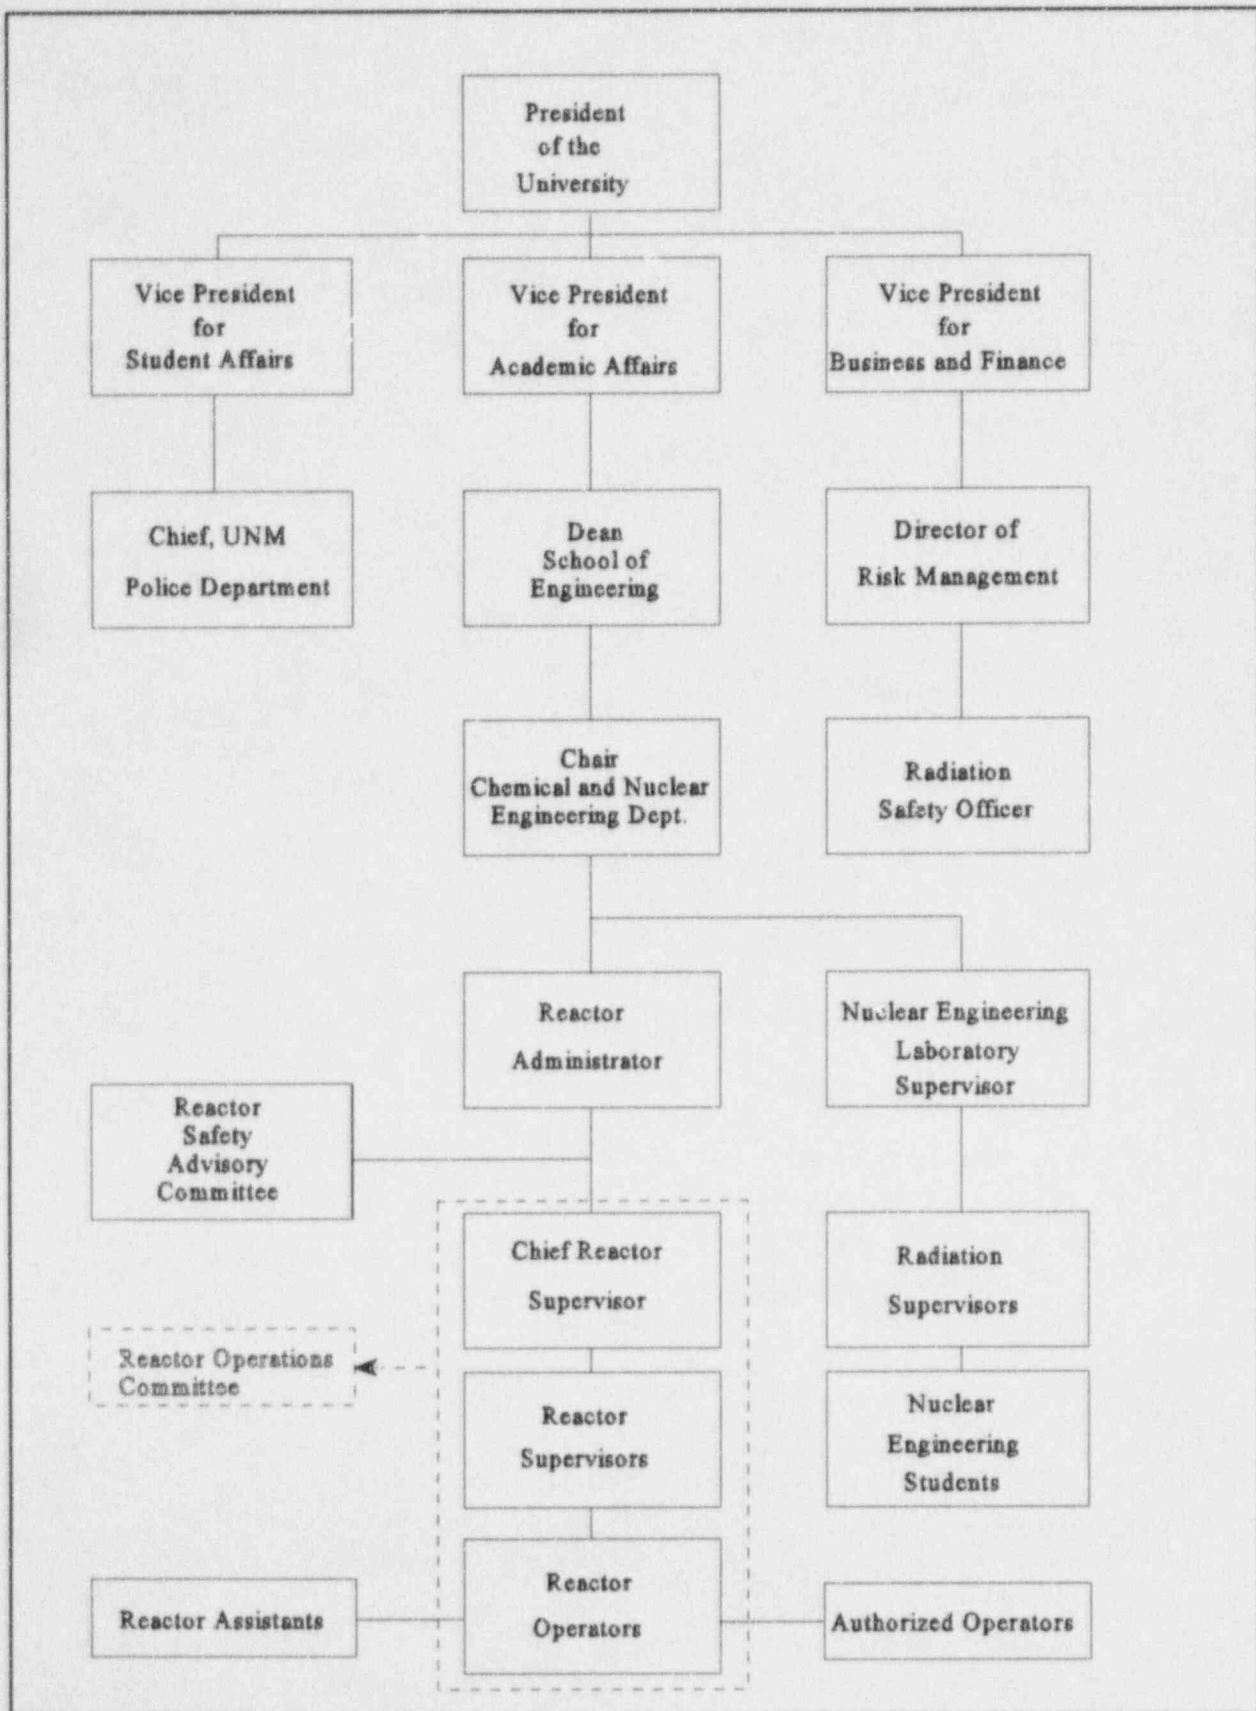 President
of the
University
Vice President
for
Student Affairs
Vice President
for
Academic Affairs
Vice President
for
Business and Finance
Chief, UNM
Police Department
Dean
School of
Engineering
Director of
Risk Management
Chair
Chemical and Nuclear
Engineering Dept.
Radiation
Safety Officer
Reactor
Administrator
Nuclear Engineering
Laboratory
Supervisor
Reactor
Safety
Advisory
Committee
Chief Reactor
Supervisor
Radiation
Supervisors
Reactor Operations
Committee
Reactor
Supervisors
Nuclear
Engineering
Students
Reactor Assistants
Reactor
Operators
Authorized Operators